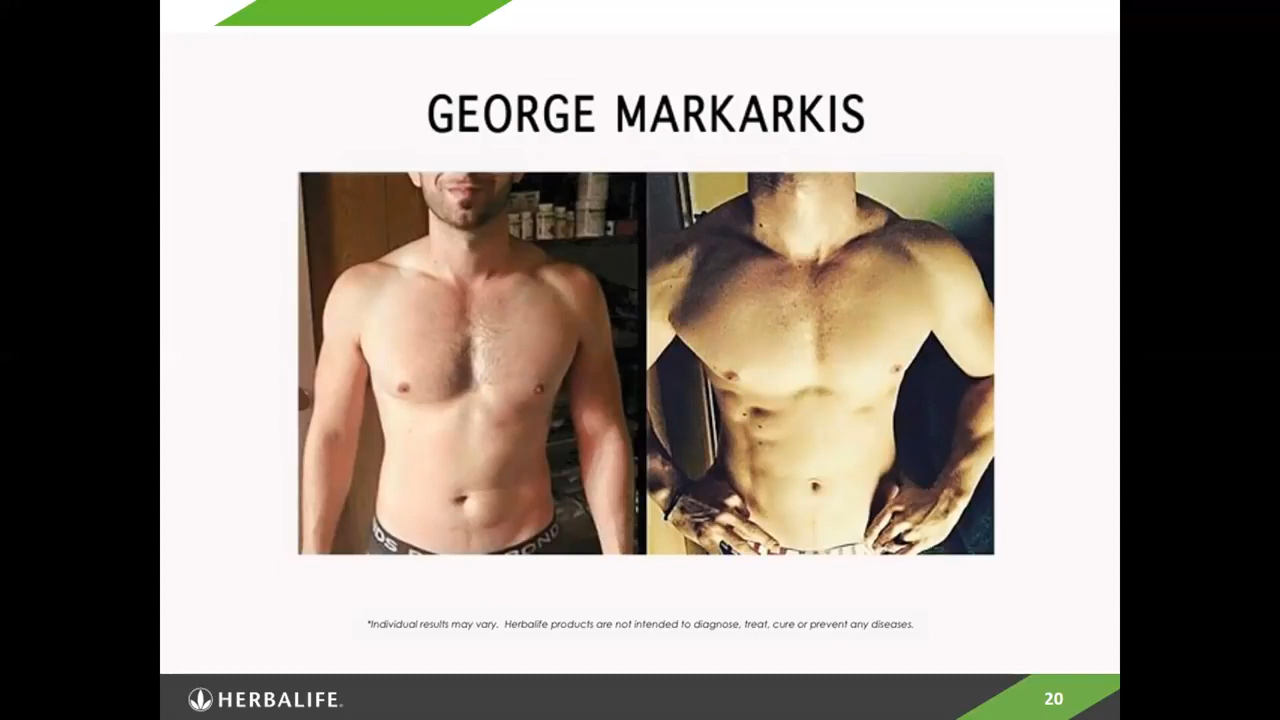 GEORGE MARKARKIS
*Individual results may vary.  Herbalife products are not intended to diagnose, treat, cure or prevent any diseases.
HERBALIFE.
20